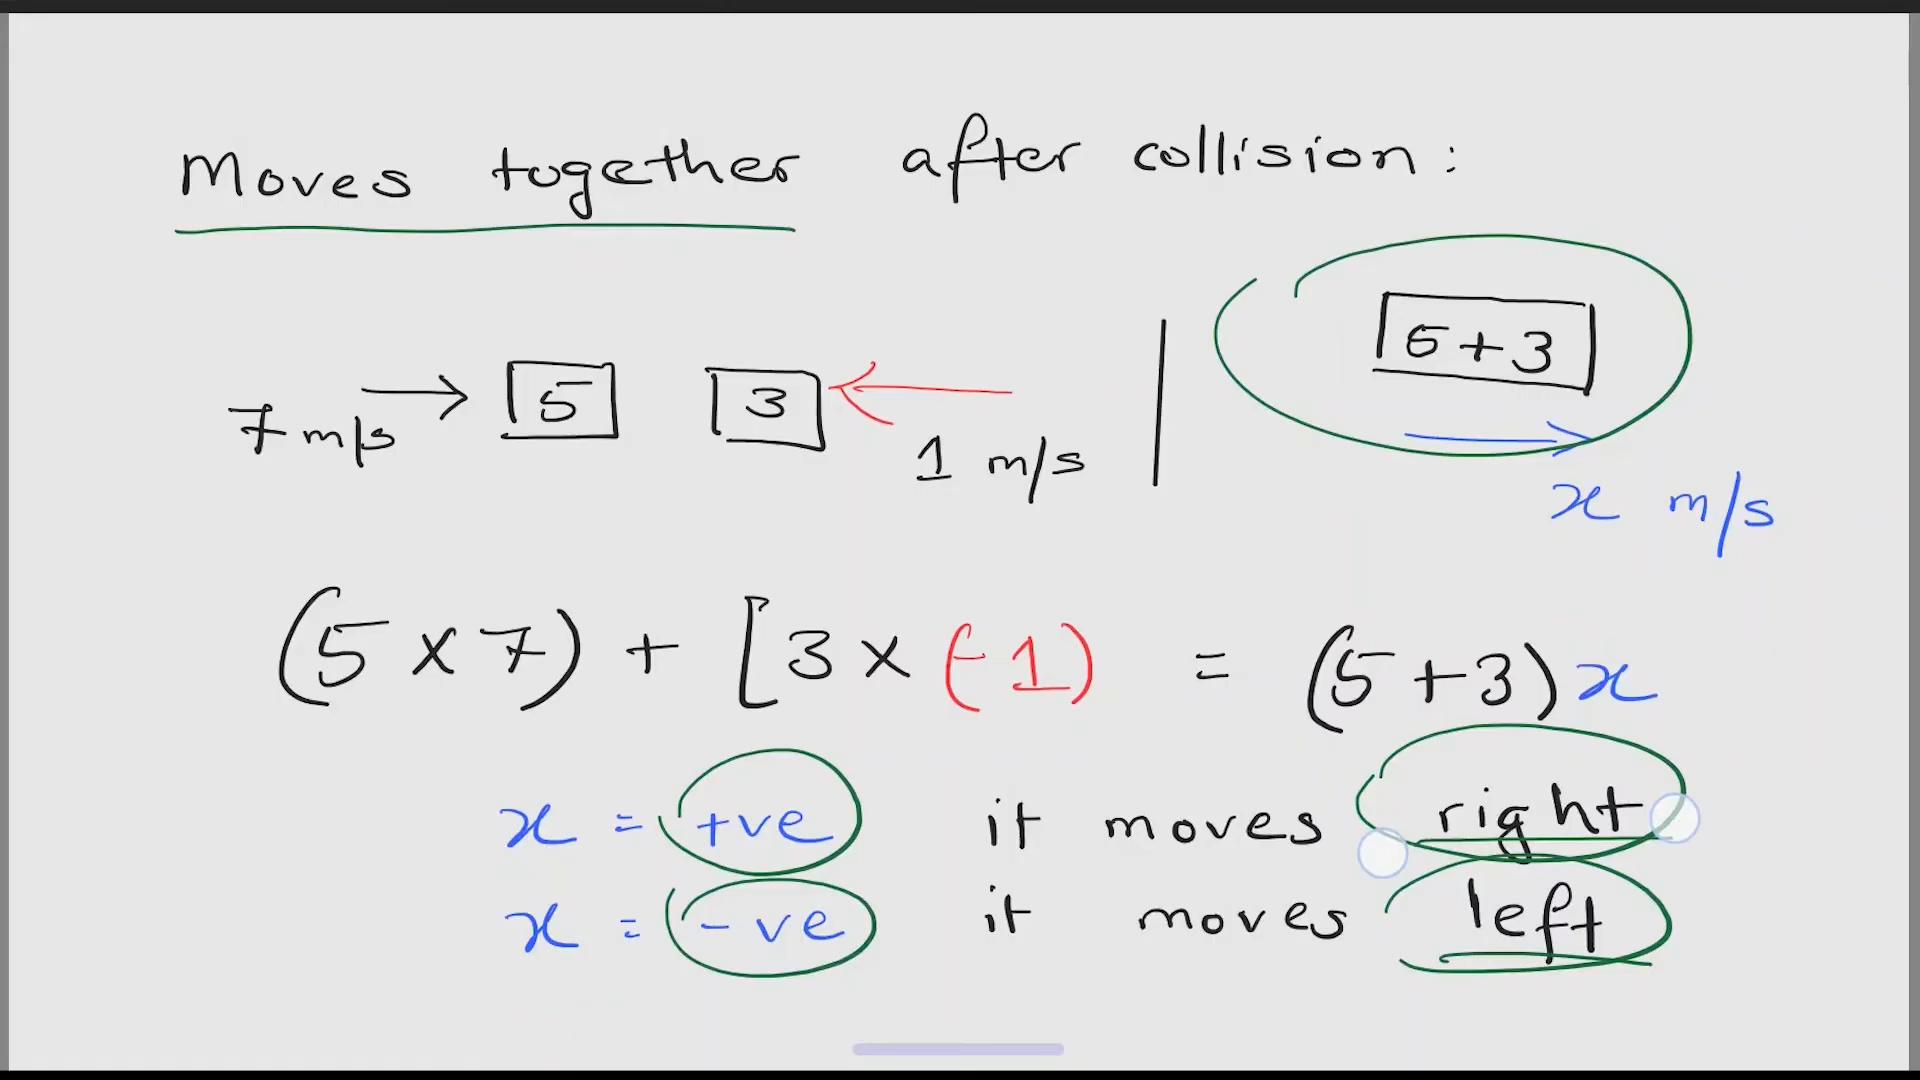 Moves together after collision:
5+3
7 m/s → 5 3 ← 1 m/s
x m/s
(5 × 7) + [3 × (-1) = (5+3)x
x = +ve it moves right
x = -ve it moves left